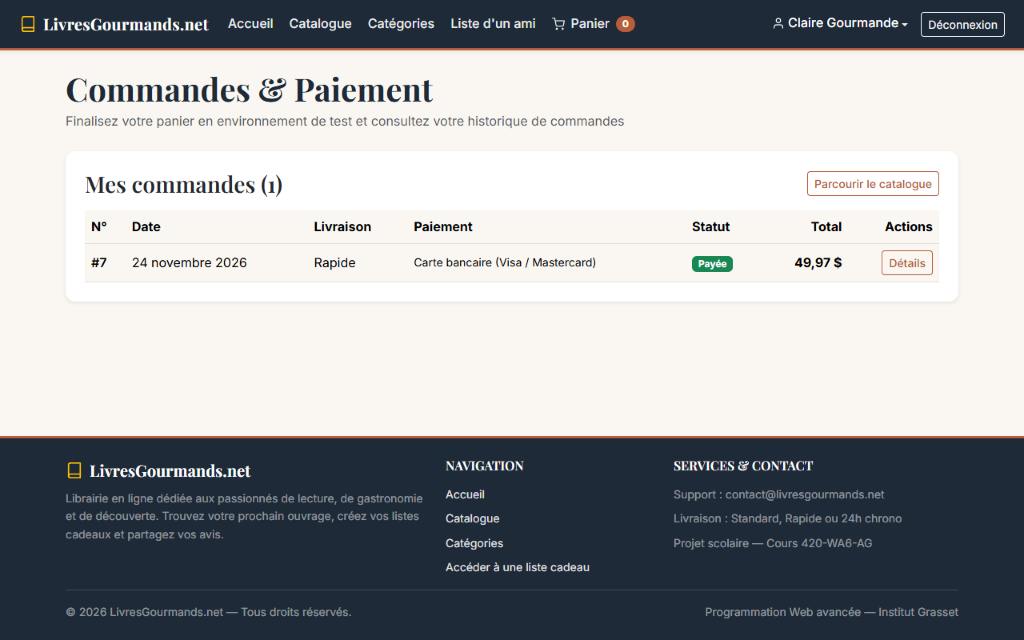 LivresGourmands.net Accueil Catalogue Catégories Liste d'un ami Panier 0 Claire Gourmande Déconnexion
Commandes & Paiement
Finalisez votre panier en environnement de test et consultez votre historique de commandes
Mes commandes (1) Parcourir le catalogue
N° Date Livraison Paiement Statut Total Actions
#7 24 novembre 2026 Rapide Carte bancaire (Visa / Mastercard) Payée 49,97 $ Détails
LivresGourmands.net
Librairie en ligne dédiée aux passionnés de lecture, de gastronomie
et de découverte. Trouvez votre prochain ouvrage, créez vos listes
cadeaux et partagez vos avis.
NAVIGATION
Accueil
Catalogue
Catégories
Accéder à une liste cadeau
SERVICES & CONTACT
Support : contact@livresgourmands.net
Livraison : Standard, Rapide ou 24h chrono
Projet scolaire — Cours 420-WA6-AG
© 2026 LivresGourmands.net — Tous droits réservés.
Programmation Web avancée — Institut Grasset